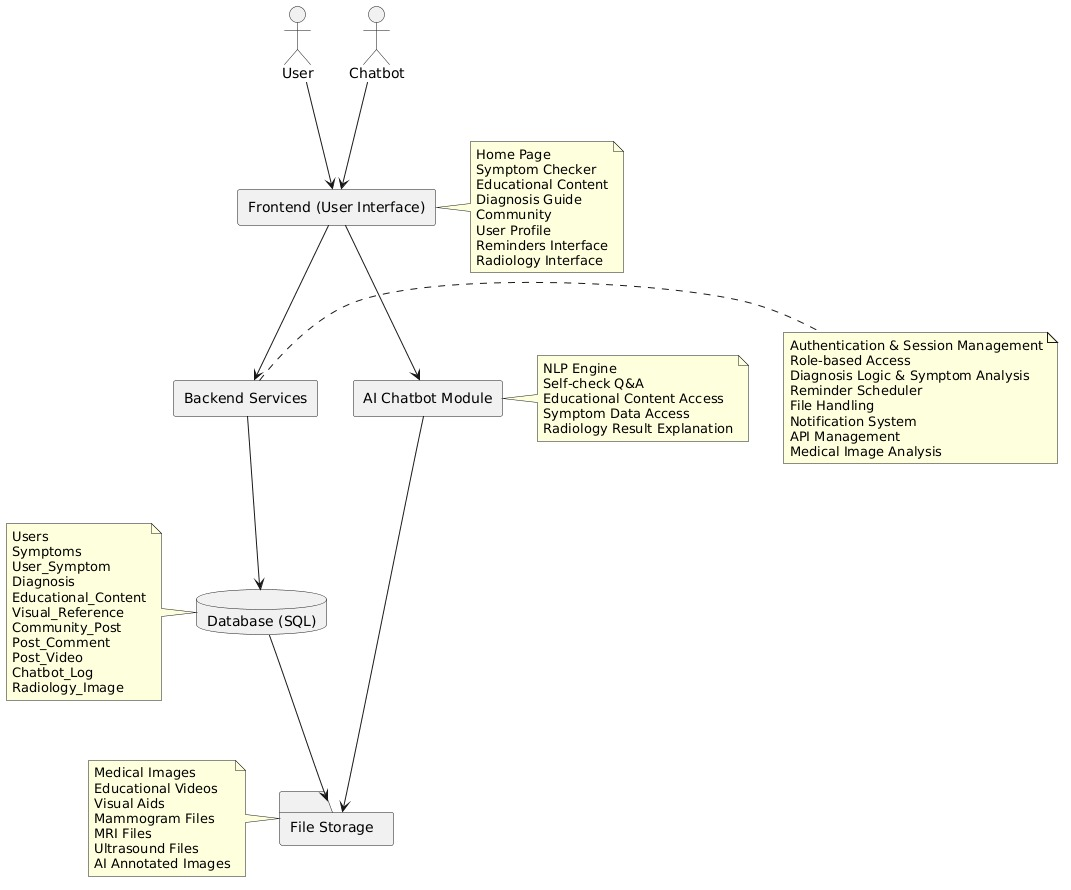 User
Chatbot
Home Page
Symptom Checker
Educational Content
Diagnosis Guide
Community
User Profile
Reminders Interface
Radiology Interface
Frontend (User Interface)
Authentication & Session Management
Role-based Access
Diagnosis Logic & Symptom Analysis
Reminder Scheduler
File Handling
Notification System
API Management
Medical Image Analysis
NLP Engine
Self-check Q&A
Educational Content Access
Symptom Data Access
Radiology Result Explanation
Backend Services
AI Chatbot Module
Users
Symptoms
User_Symptom
Diagnosis
Educational_Content
Visual_Reference
Community_Post
Post_Comment
Post_Video
Chatbot_Log
Radiology_Image
Database (SQL)
Medical Images
Educational Videos
Visual Aids
Mammogram Files
MRI Files
Ultrasound Files
AI Annotated Images
File Storage